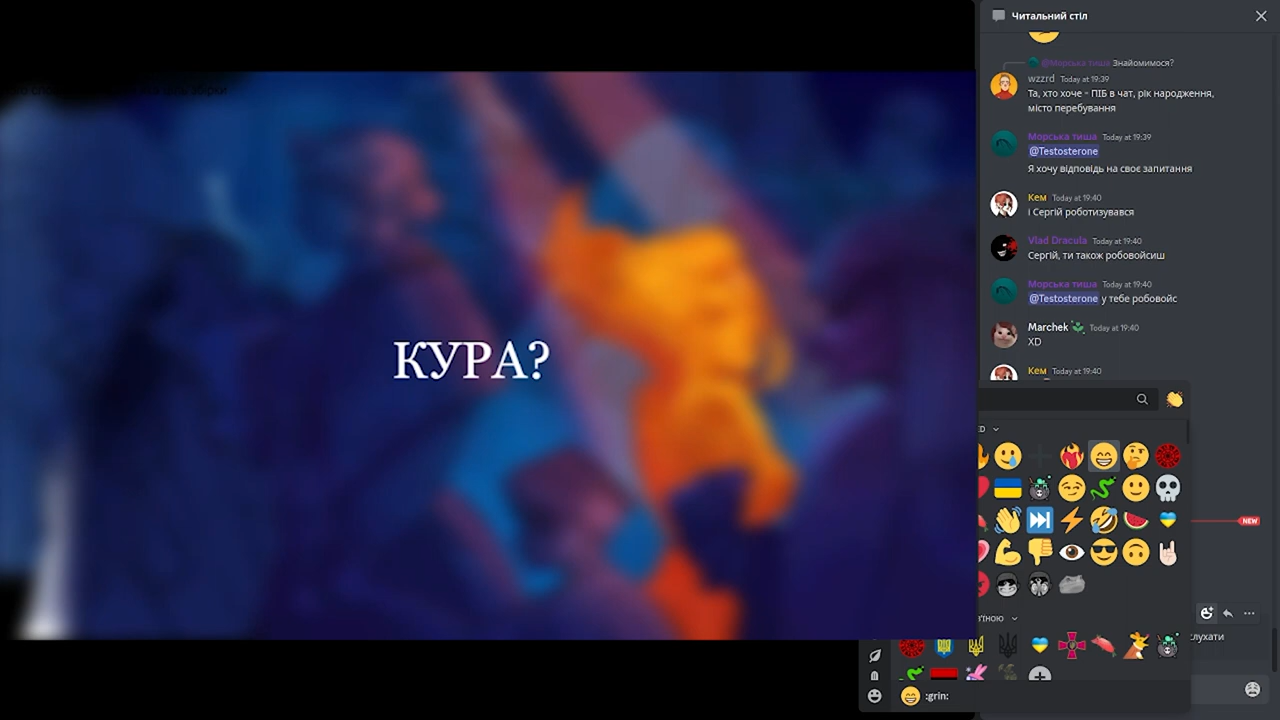 КУРА?
Читальний стіл
@Морська тиша Знайомимося?
wzzrd Today at 19:39
Та, хто хоче - ПІБ в чат, рік народження,
місто перебування
Морська тиша Today at 19:39
@Testosterone
Я хочу відповідь на своє запитання
Кем Today at 19:40
і Сергій роботизувався
Vlad Dracula Today at 19:40
Сергій, ти також робовойсиш
Морська тиша Today at 19:40
@Testosterone у тебе робовойс
Marchek Today at 19:40
XD
Кем Today at 19:40
NEW
слухати
:grin: